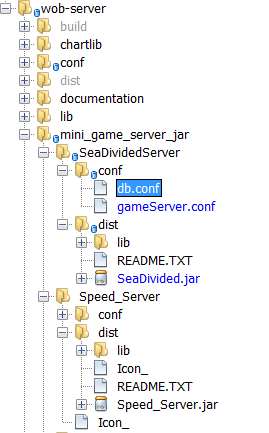 wob-server
build
chartlib
conf
dist
documentation
lib
mini_game_server_jar
SeaDividedServer
conf
db.conf
gameServer.conf
dist
lib
README.TXT
SeaDivided.jar
Speed_Server
conf
dist
lib
Icon_
README.TXT
Speed_Server.jar
Icon_